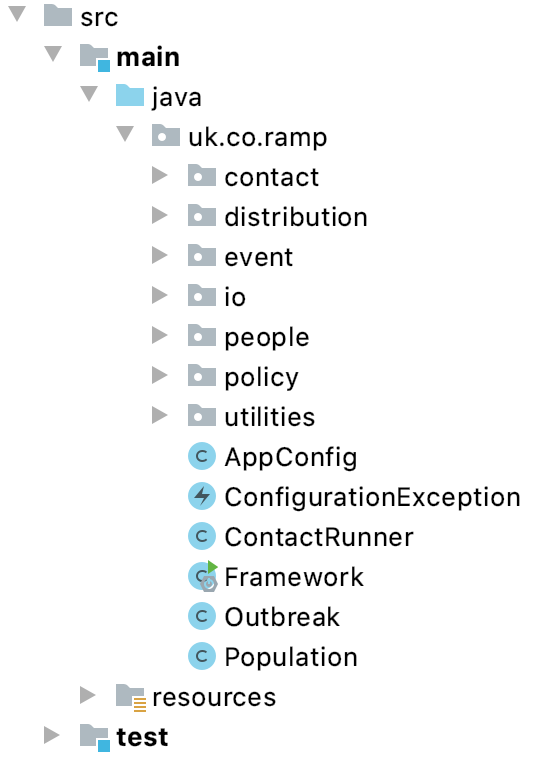 src
main
java
uk.co.ramp
contact
distribution
event
io
people
policy
utilities
C AppConfig
ConfigurationException
C ContactRunner
C Framework
C Outbreak
C Population
resources
test